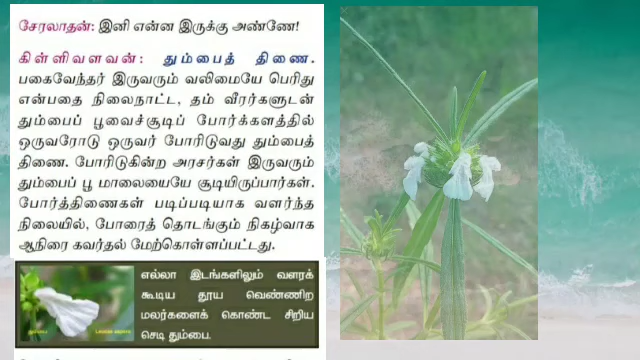 சேரலாதன்: இனி என்ன இருக்கு அண்ணே!
கிள்ளிவளவன்: தும்பைத் திணை.
பகைவேந்தர் இருவரும் வலிமையே பெரிது
என்பதை நிலைநாட்ட, தம் வீரர்களுடன்
தும்பைப் பூவைச்சூடிப் போர்க்களத்தில்
ஒருவரோடு ஒருவர் போரிடுவது தும்பைத்
திணை. போரிடுகின்ற அரசர்கள் இருவரும்
தும்பைப் பூ மாலையையே சூடியிருப்பார்கள்.
போர்த்திணைகள் படிப்படியாக வளர்ந்த
நிலையில், போரைத் தொடங்கும் நிகழ்வாக
ஆநிரை கவர்தல் மேற்கொள்ளப்பட்டது.
எல்லா இடங்களிலும் வளரக்
கூடிய தூய வெண்ணிற
மலர்களைக் கொண்ட சிறிய
செடி தும்பை.